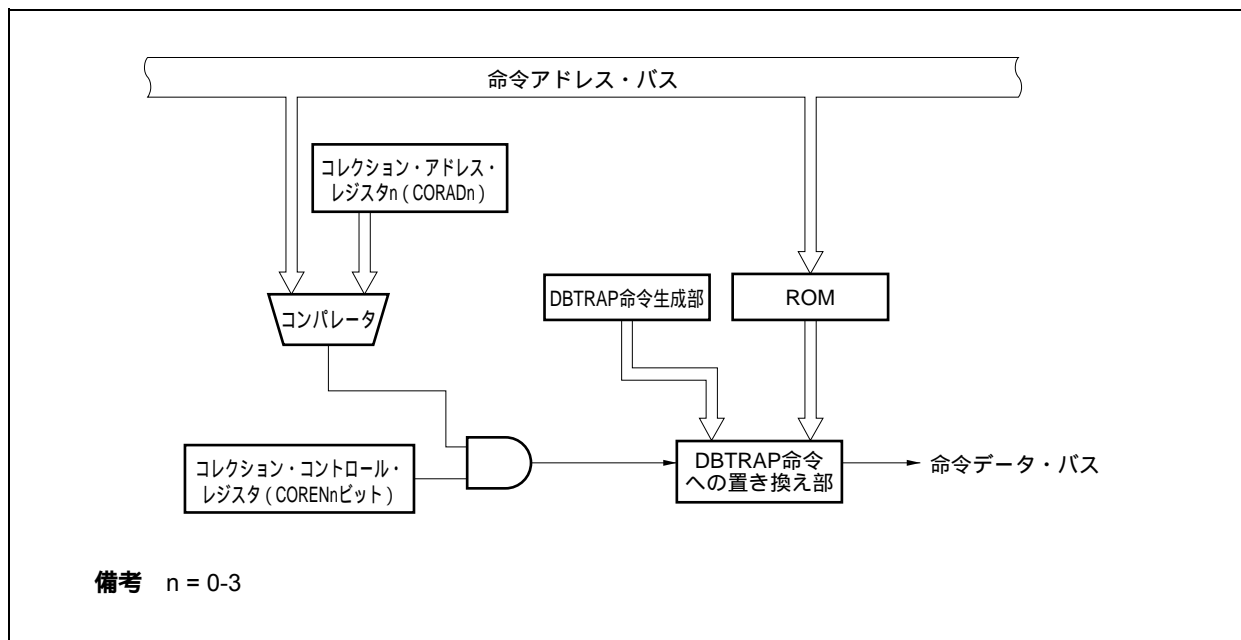 命令アドレス・バス
コレクション・アドレス・
レジスタn（CORADn）
DBTRAP命令生成部
ROM
コンパレータ
コレクション・コントロール・
レジスタ（CORENnビット）
DBTRAP命令
への置き換え部
命令データ・バス
備考 n = 0-3